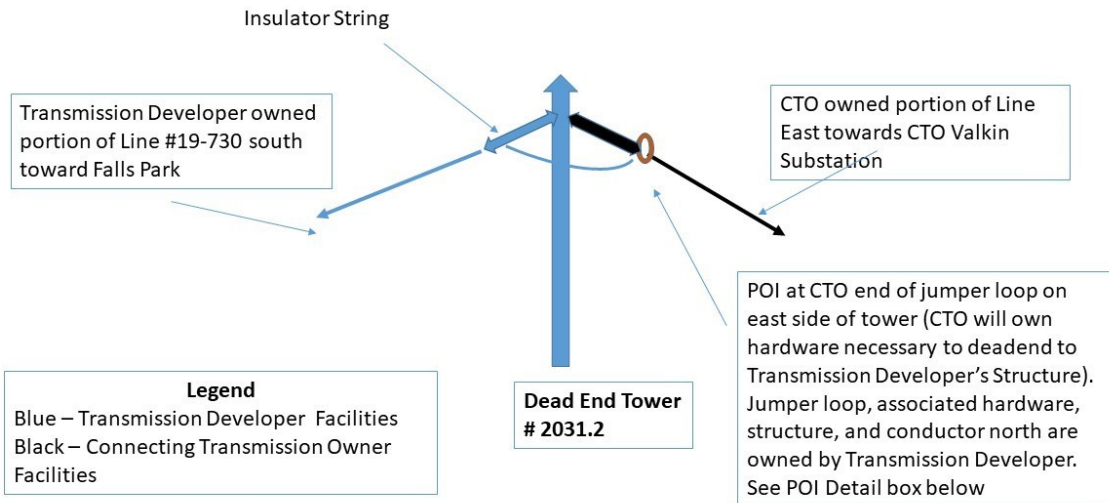 Insulator String
Transmission Developer owned
portion of Line #19-730 south
toward Falls Park
CTO owned portion of Line
East towards CTO Valkin
Substation
POI at CTO end of jumper loop on
east side of tower (CTO will own
hardware necessary to deadend to
Transmission Developer's Structure).
Jumper loop, associated hardware,
structure, and conductor north are
owned by Transmission Developer.
See POI Detail box below
Legend
Blue – Transmission Developer Facilities
Black – Connecting Transmission Owner
Facilities
Dead End Tower
# 2031.2